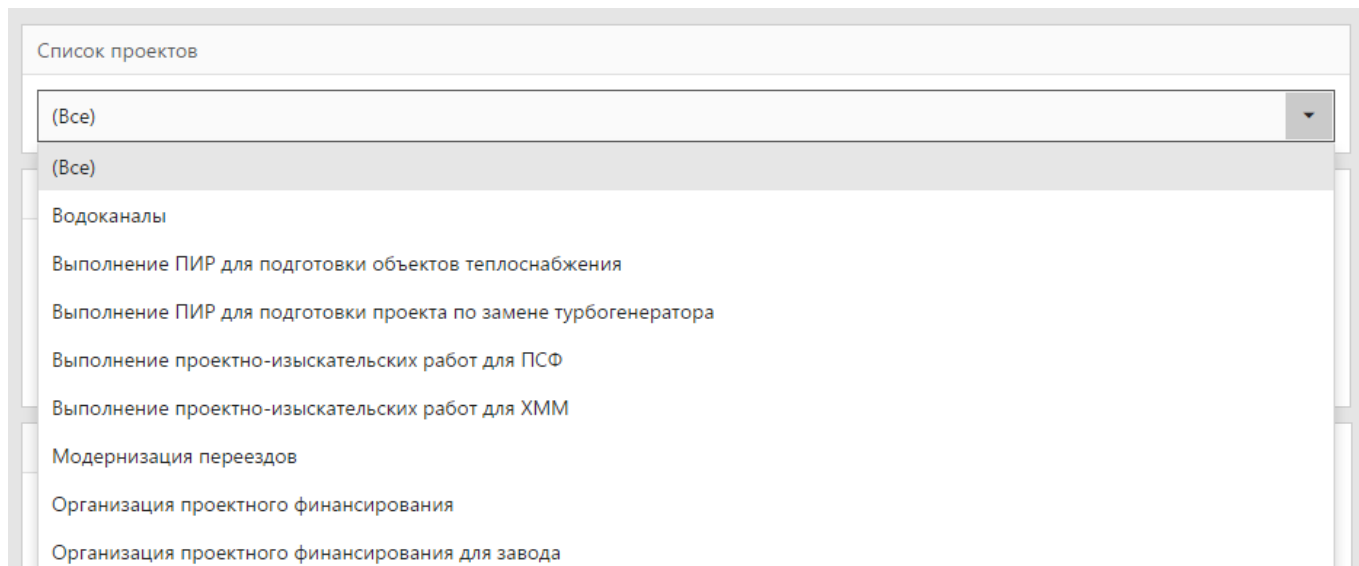 Список проектов
(Все)
(Все)
Водоканалы
Выполнение ПИР для подготовки объектов теплоснабжения
Выполнение ПИР для подготовки проекта по замене турбогенератора
Выполнение проектно-изыскательских работ для ПСФ
Выполнение проектно-изыскательских работ для ХММ
Модернизация переездов
Организация проектного финансирования
Организация проектного финансирования для завода